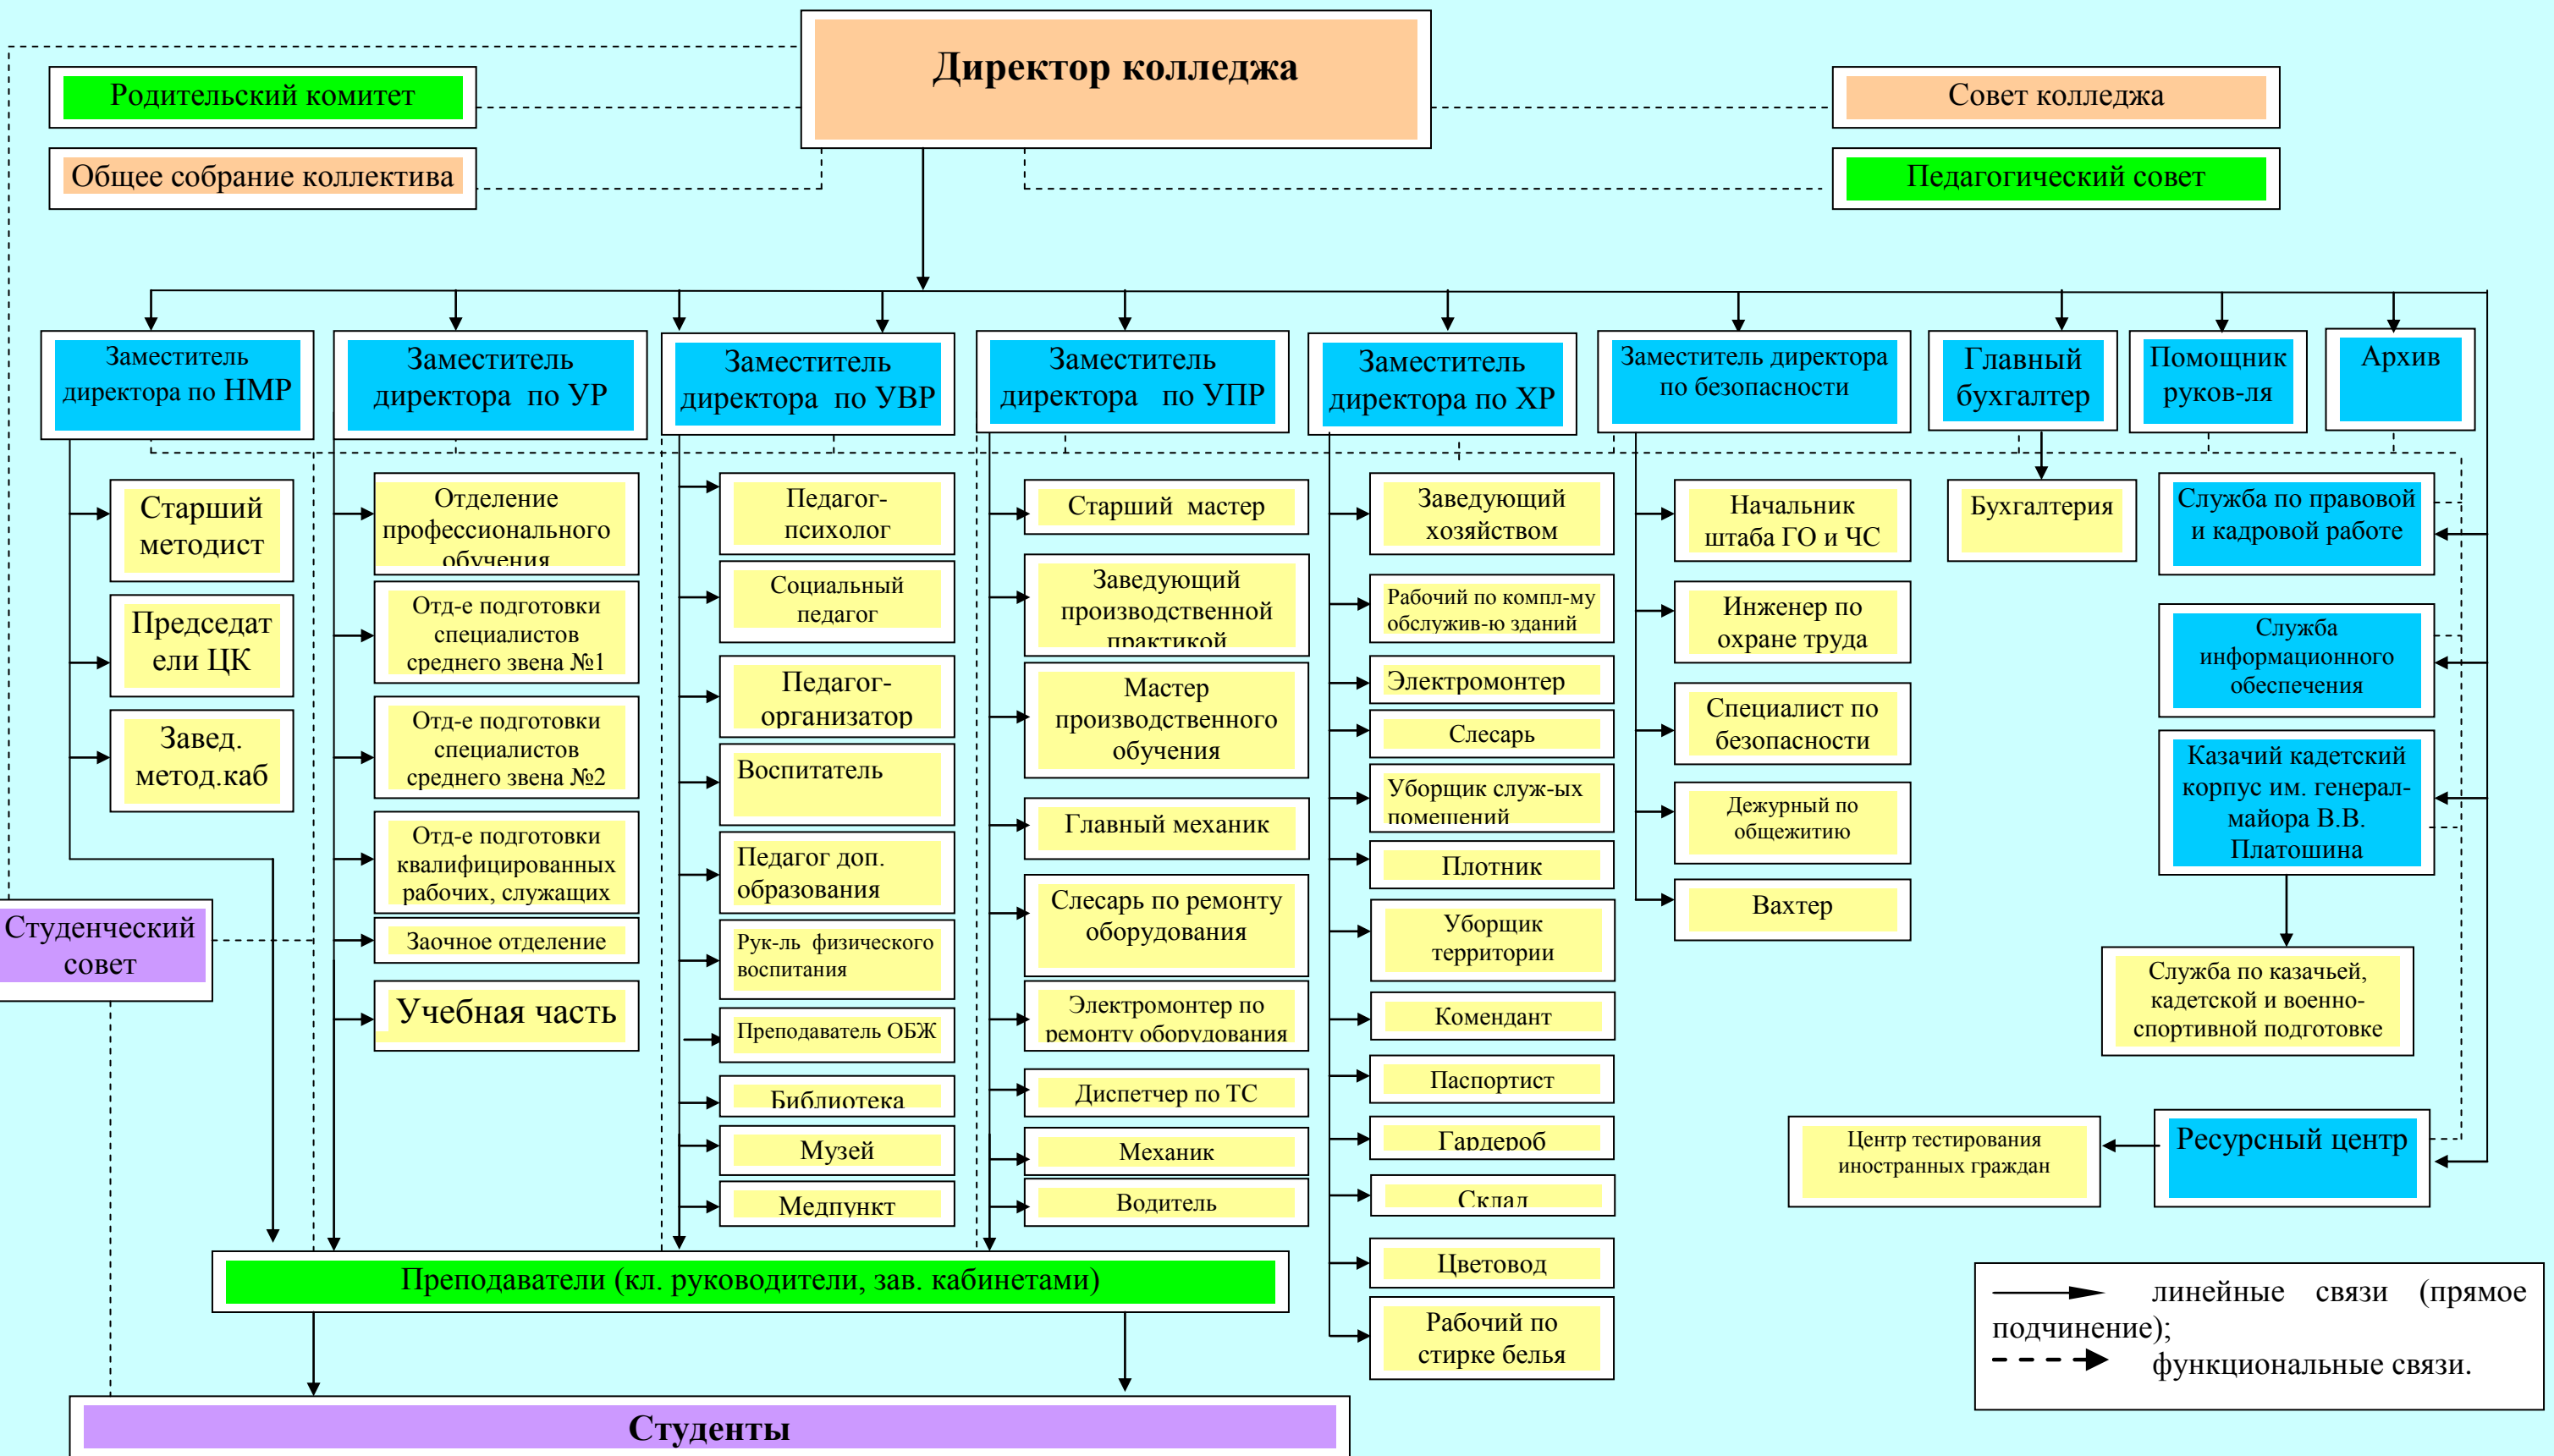 Директор колледжа
Родительский комитет
Совет колледжа
Общее собрание коллектива
Педагогический совет
Заместитель
директора по НМР
Заместитель
директора по УР
Заместитель
директора по УВР
Заместитель
директора по УПР
Заместитель
директора по ХР
Заместитель директора
по безопасности
Главный
бухгалтер
Помощник
руков-ля
Архив
Старший
методист
Председат
ели ЦК
Завед.
метод.каб
Отделение
профессионального
обучения
Отд-е подготовки
специалистов
среднего звена №1
Отд-е подготовки
специалистов
среднего звена №2
Отд-е подготовки
квалифицированных
рабочих, служащих
Заочное отделение
Учебная часть
Педагог-
психолог
Социальный
педагог
Педагог-
организатор
Воспитатель
Педагог доп.
образования
Рук-ль физического
воспитания
Преподаватель ОБЖ
Библиотека
Музей
Медпункт
Старший мастер
Заведующий
производственной
практикой
Мастер
производственного
обучения
Главный механик
Слесарь по ремонту
оборудования
Электромонтер по
ремонту оборудования
Диспетчер по ТС
Механик
Водитель
Заведующий
хозяйством
Рабочий по компл-му
обслужив-ю зданий
Электромонтер
Слесарь
Уборщик служ-ых
помещений
Плотник
Уборщик
территории
Комендант
Паспортист
Гардероб
Склад
Цветовод
Рабочий по
стирке белья
Начальник
штаба ГО и ЧС
Инженер по
охране труда
Специалист по
безопасности
Дежурный по
общежитию
Вахтер
Бухгалтерия
Служба по правовой
и кадровой работе
Служба
информационного
обеспечения
Казачий кадетский
корпус им. генерал-
майора В.В.
Платошина
Служба по казачьей,
кадетской и военно-
спортивной подготовке
Центр тестирования
иностранных граждан
Ресурсный центр
Студенческий
совет
Преподаватели (кл. руководители, зав. кабинетами)
Студенты
линейные связи (прямое
подчинение);
функциональные связи.